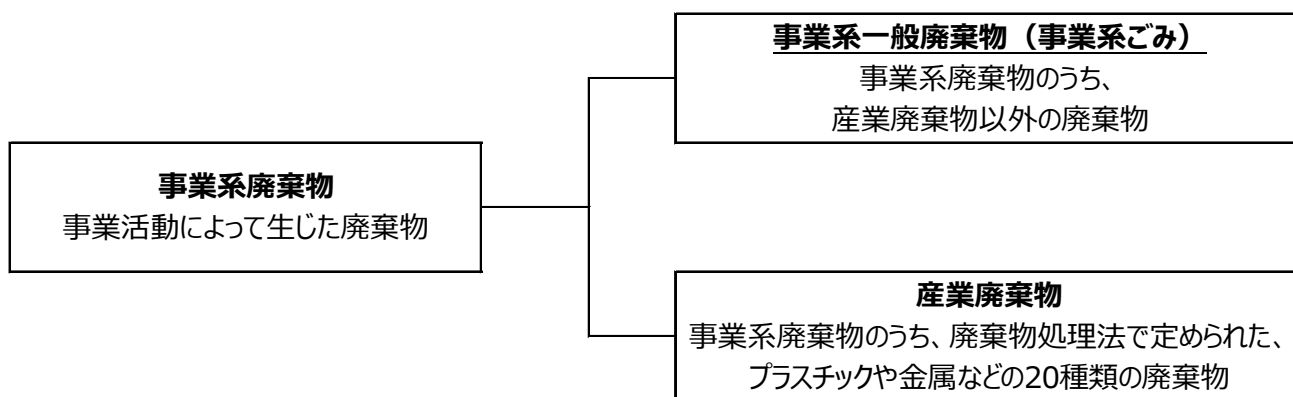 事業系一般廃棄物（事業系ごみ）
事業系廃棄物のうち、
産業廃棄物以外の廃棄物
事業系廃棄物
事業活動によって生じた廃棄物
産業廃棄物
事業系廃棄物のうち、廃棄物処理法で定められた、
プラスチックや金属などの20種類の廃棄物